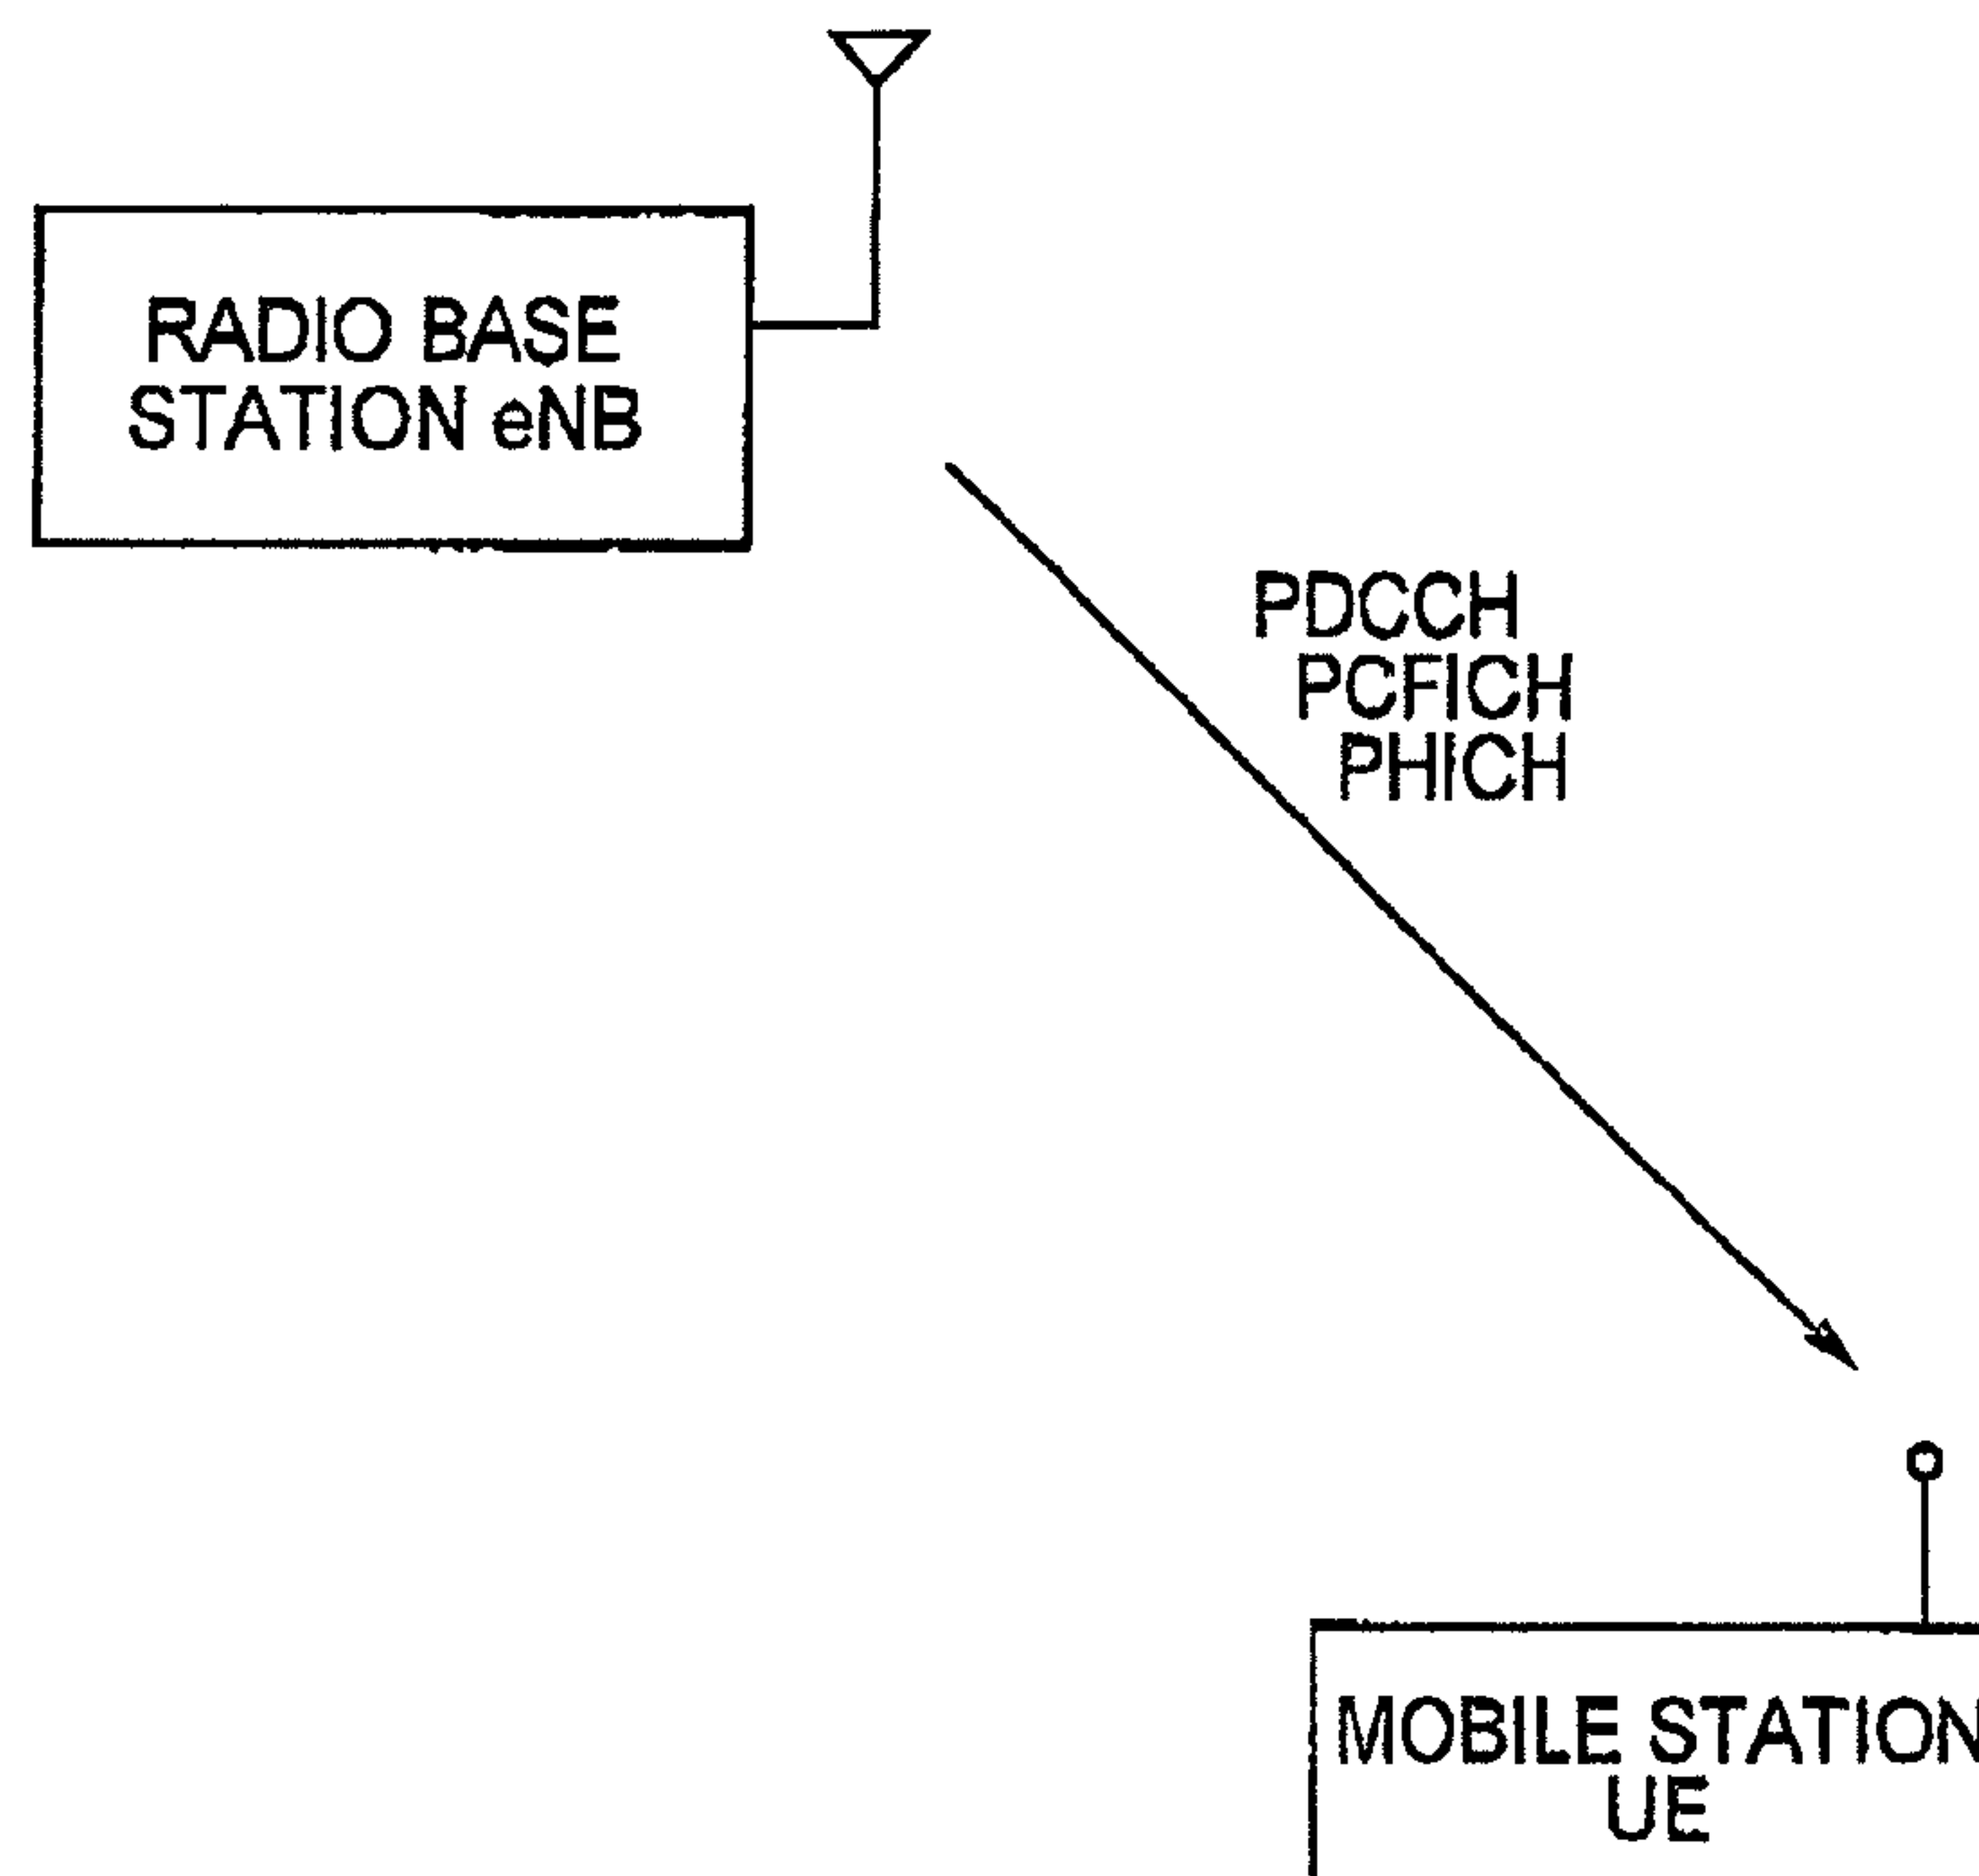 RADIO BASE
STATION eNB
PDCCH
PCFICH
PHICH
MOBILE STATION
UE